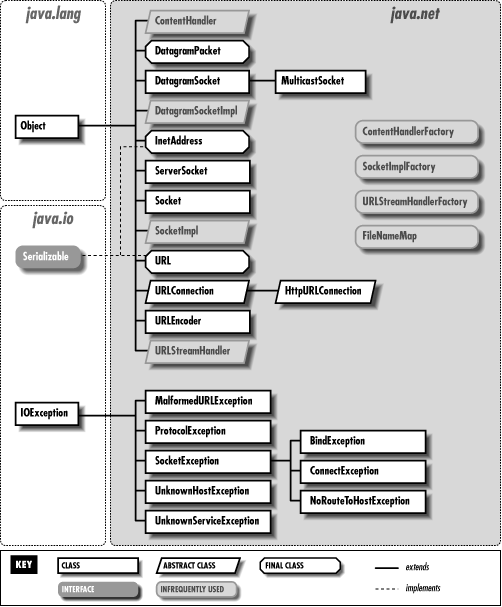 java.lang
java.net
ContentHandler
DatagramPacket
DatagramSocket
MulticastSocket
DatagramSocketImpl
Object
InetAddress
ContentHandlerFactory
ServerSocket
SocketImplFactory
Socket
URLStreamHandlerFactory
java.io
SocketImpl
FileNameMap
Serializable
URL
URLConnection
HttpURLConnection
URLEncoder
URLStreamHandler
IOException
MalformedURLException
ProtocolException
BindException
SocketException
ConnectException
UnknownHostException
NoRouteToHostException
UnknownServiceException
KEY
CLASS
ABSTRACT CLASS
FINAL CLASS
extends
INTERFACE
INFREQUENTLY USED
implements